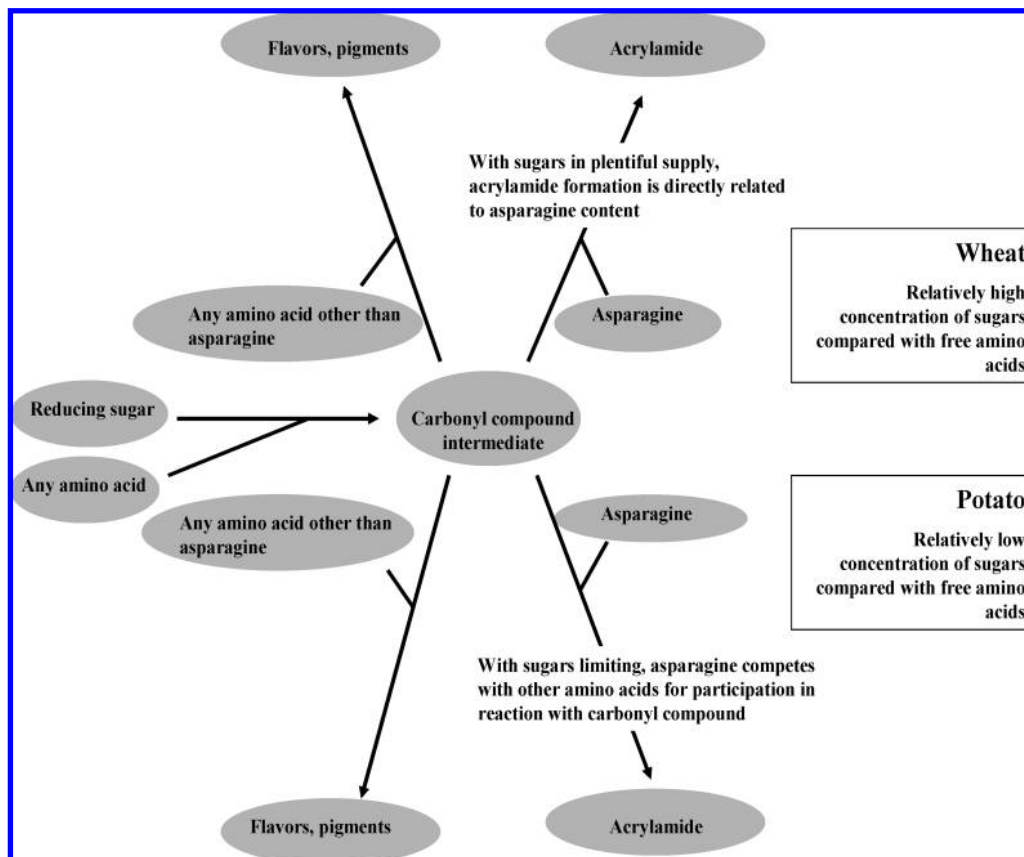 Flavors, pigments
Acrylamide
With sugars in plentiful supply,
acrylamide formation is directly related
to asparagine content
Wheat
Relatively high
concentration of sugars
compared with free amino
acids
Any amino acid other than
asparagine
Asparagine
Reducing sugar
Carbonyl compound
intermediate
Any amino acid
Any amino acid other than
asparagine
Asparagine
Potato
Relatively low
concentration of sugars
compared with free amino
acids
With sugars limiting, asparagine competes
with other amino acids for participation in
reaction with carbonyl compound
Flavors, pigments
Acrylamide